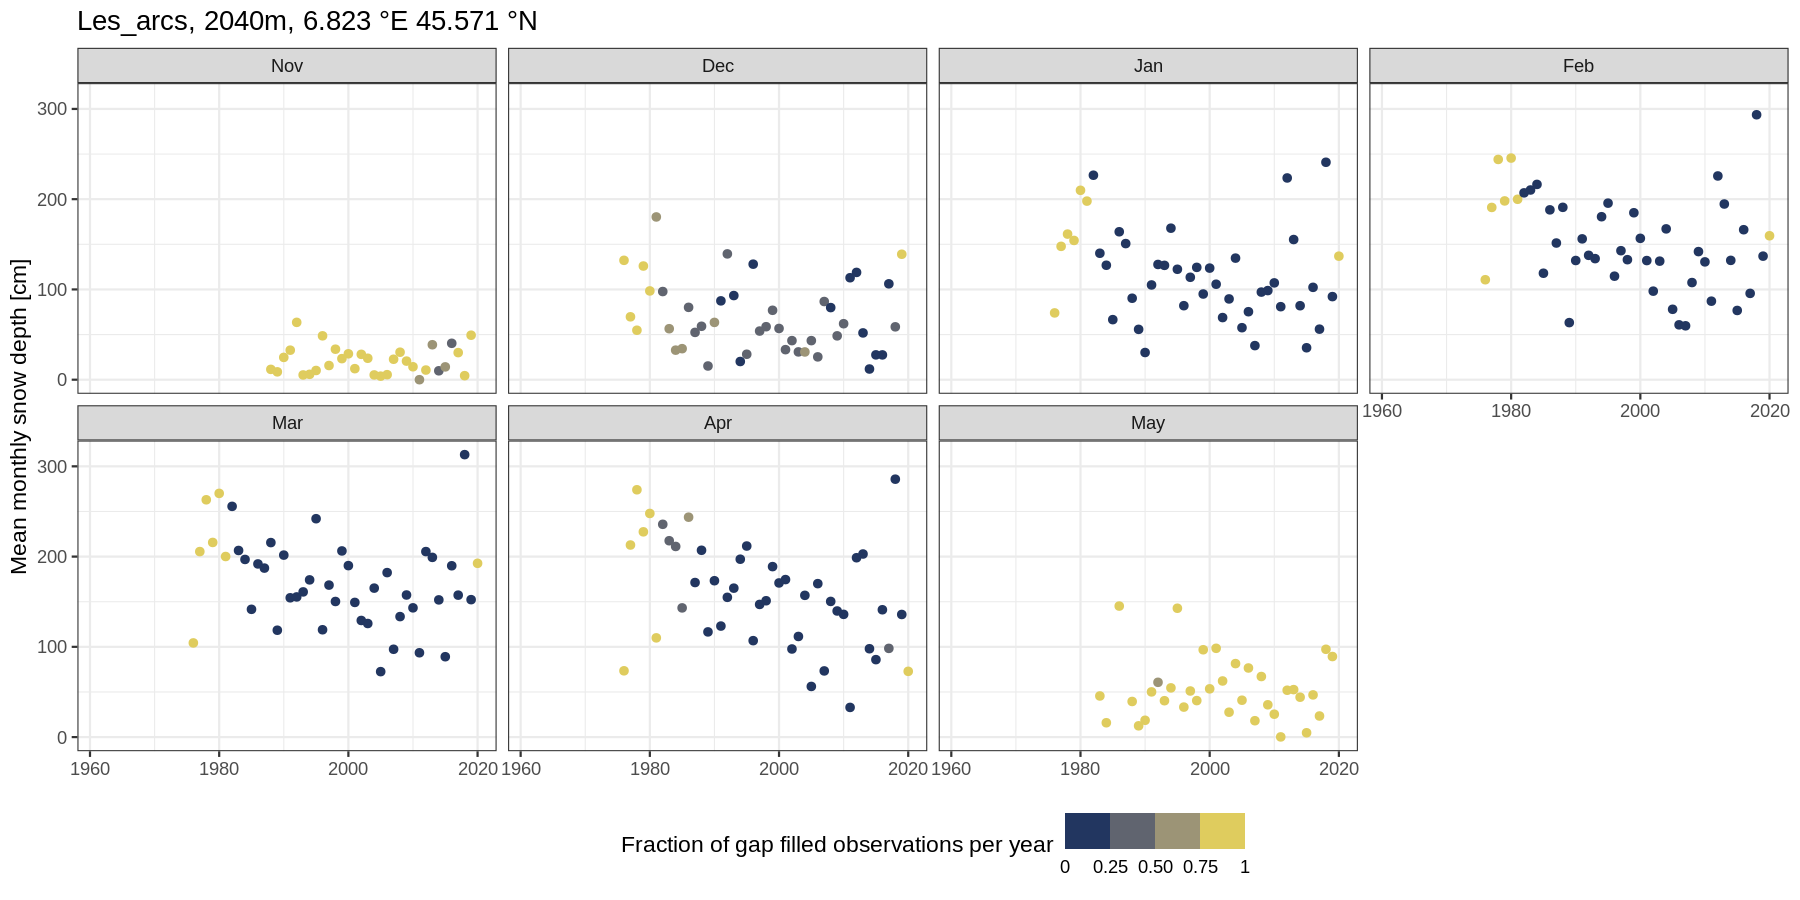 Les_arcs, 2040m, 6.823 °E 45.571 °N
Nov
Dec
Jan
Feb
300
200
100
0
1960
1980
2000
2020
Mar
Apr
May
300
200
100
0
1960
1980
2000
2020
1960
1980
2000
2020
1960
1980
2000
2020
Mean monthly snow depth [cm]
Fraction of gap filled observations per year
0
0.25
0.50
0.75
1